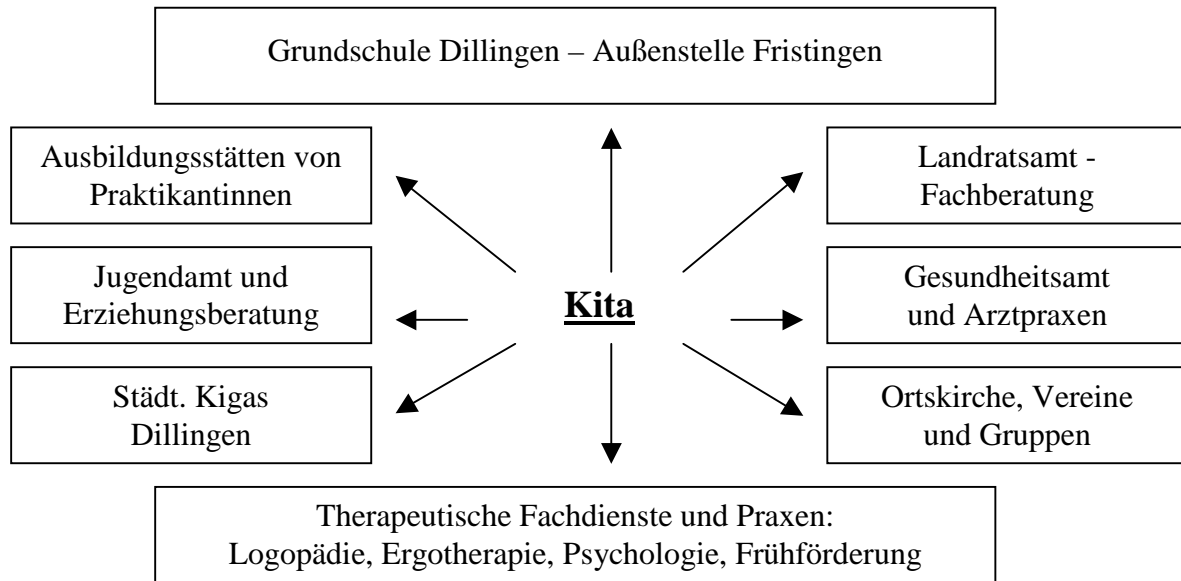 Grundschule Dillingen – Außenstelle Fristingen
Ausbildungsstätten von
Praktikantinnen
Landratsamt -
Fachberatung
Jugendamt und
Erziehungsberatung
Kita
Gesundheitsamt
und Arztpraxen
Städt. Kigas
Dillingen
Ortskirche, Vereine
und Gruppen
Therapeutische Fachdienste und Praxen:
Logopädie, Ergotherapie, Psychologie, Frühförderung